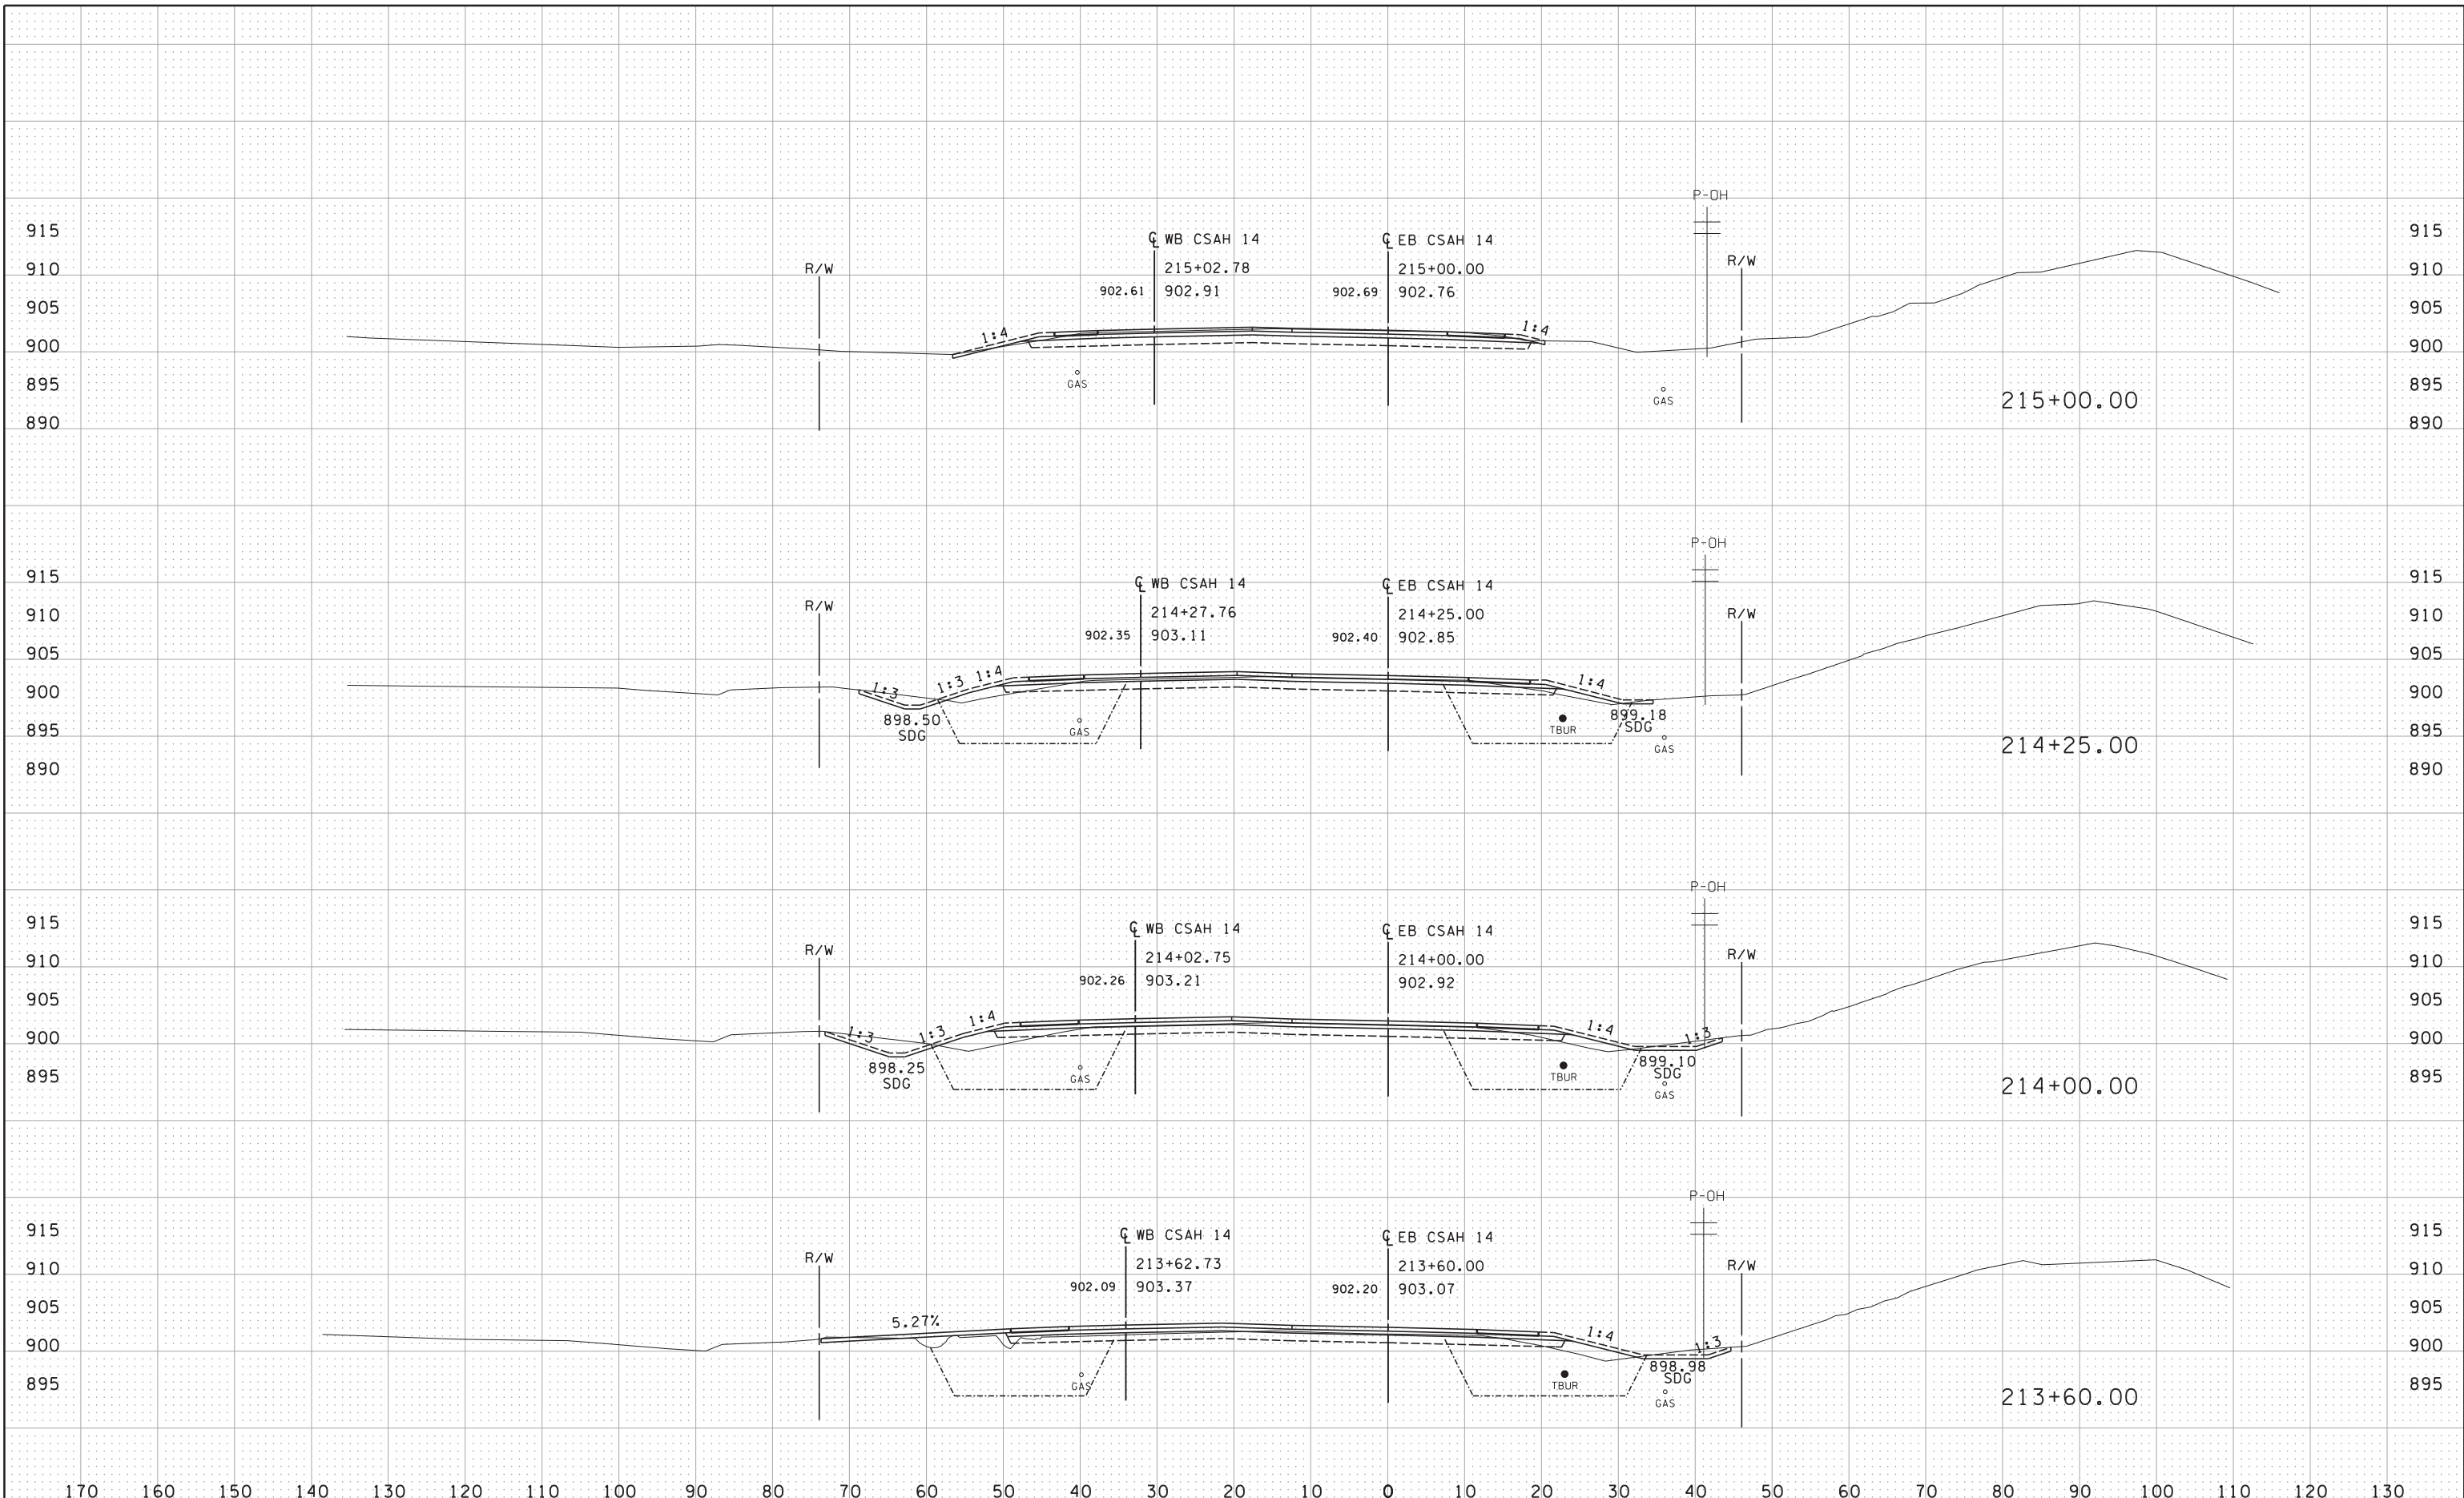 P-OH
915 ℄ WB CSAH 14 ℄ EB CSAH 14 915
R/W 215+02.78 215+00.00 R/W
910 910
902.61 902.91 902.69 902.76
905 905
1:4 1:4
900 900
GAS GAS
895 895
215+00.00
890 890
P-OH
915 ℄ WB CSAH 14 ℄ EB CSAH 14 915
R/W 214+27.76 214+25.00 R/W
910 910
902.35 903.11 902.40 902.85
905 905
1:3 1:3 1:4 1:4
900 900
898.50 899.18
SDG GAS TBUR SDG
895 GAS 895
214+25.00
890 890
P-OH
915 ℄ WB CSAH 14 ℄ EB CSAH 14 915
R/W 214+02.75 214+00.00 R/W
910 910
902.26 903.21 902.92
905 905
1:3 1:3 1:4 1:4 1:3
900 900
898.25 899.10
SDG GAS TBUR SDG
895 GAS 895
214+00.00
P-OH
915 ℄ WB CSAH 14 ℄ EB CSAH 14 915
R/W 213+62.73 213+60.00 R/W
910 910
902.09 903.37 902.20 903.07
905 905
5.27% 1:4 1:3
900 900
898.98
GAS TBUR SDG
895 GAS 895
213+60.00
170 160 150 140 130 120 110 100 90 80 70 60 50 40 30 20 10 0 10 20 30 40 50 60 70 80 90 100 110 120 130